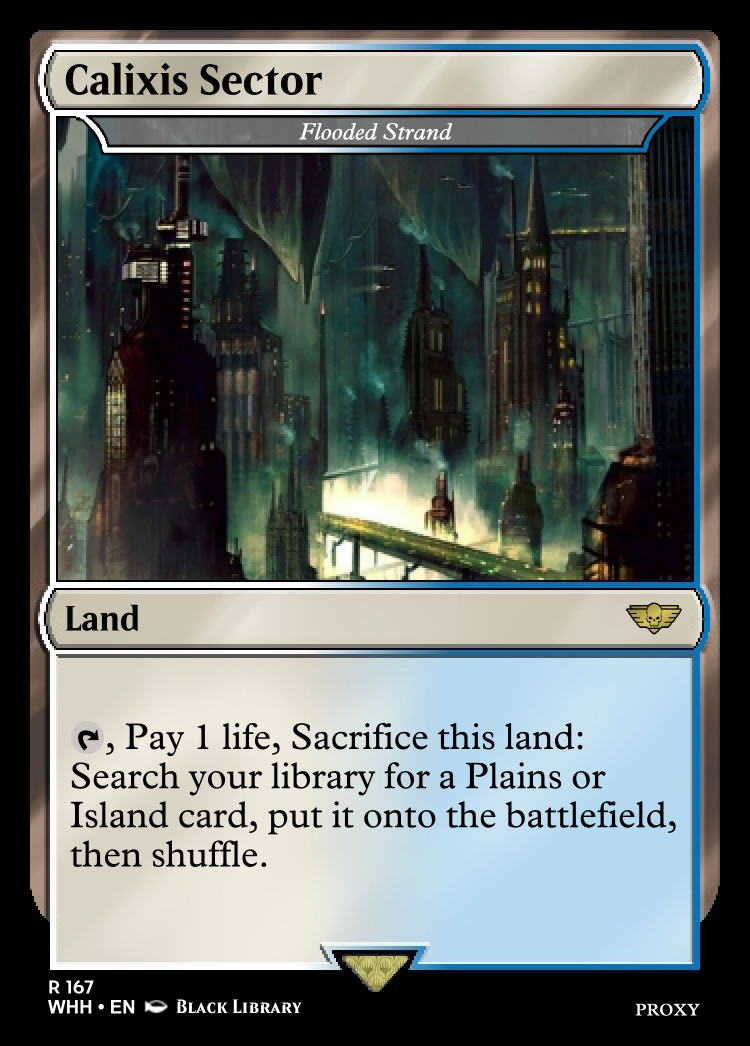 Calixis Sector
Flooded Strand
Land
, Pay 1 life, Sacrifice this land:
Search your library for a Plains or
Island card, put it onto the battlefield,
then shuffle.
R 167
WHH • EN Black Library
PROXY